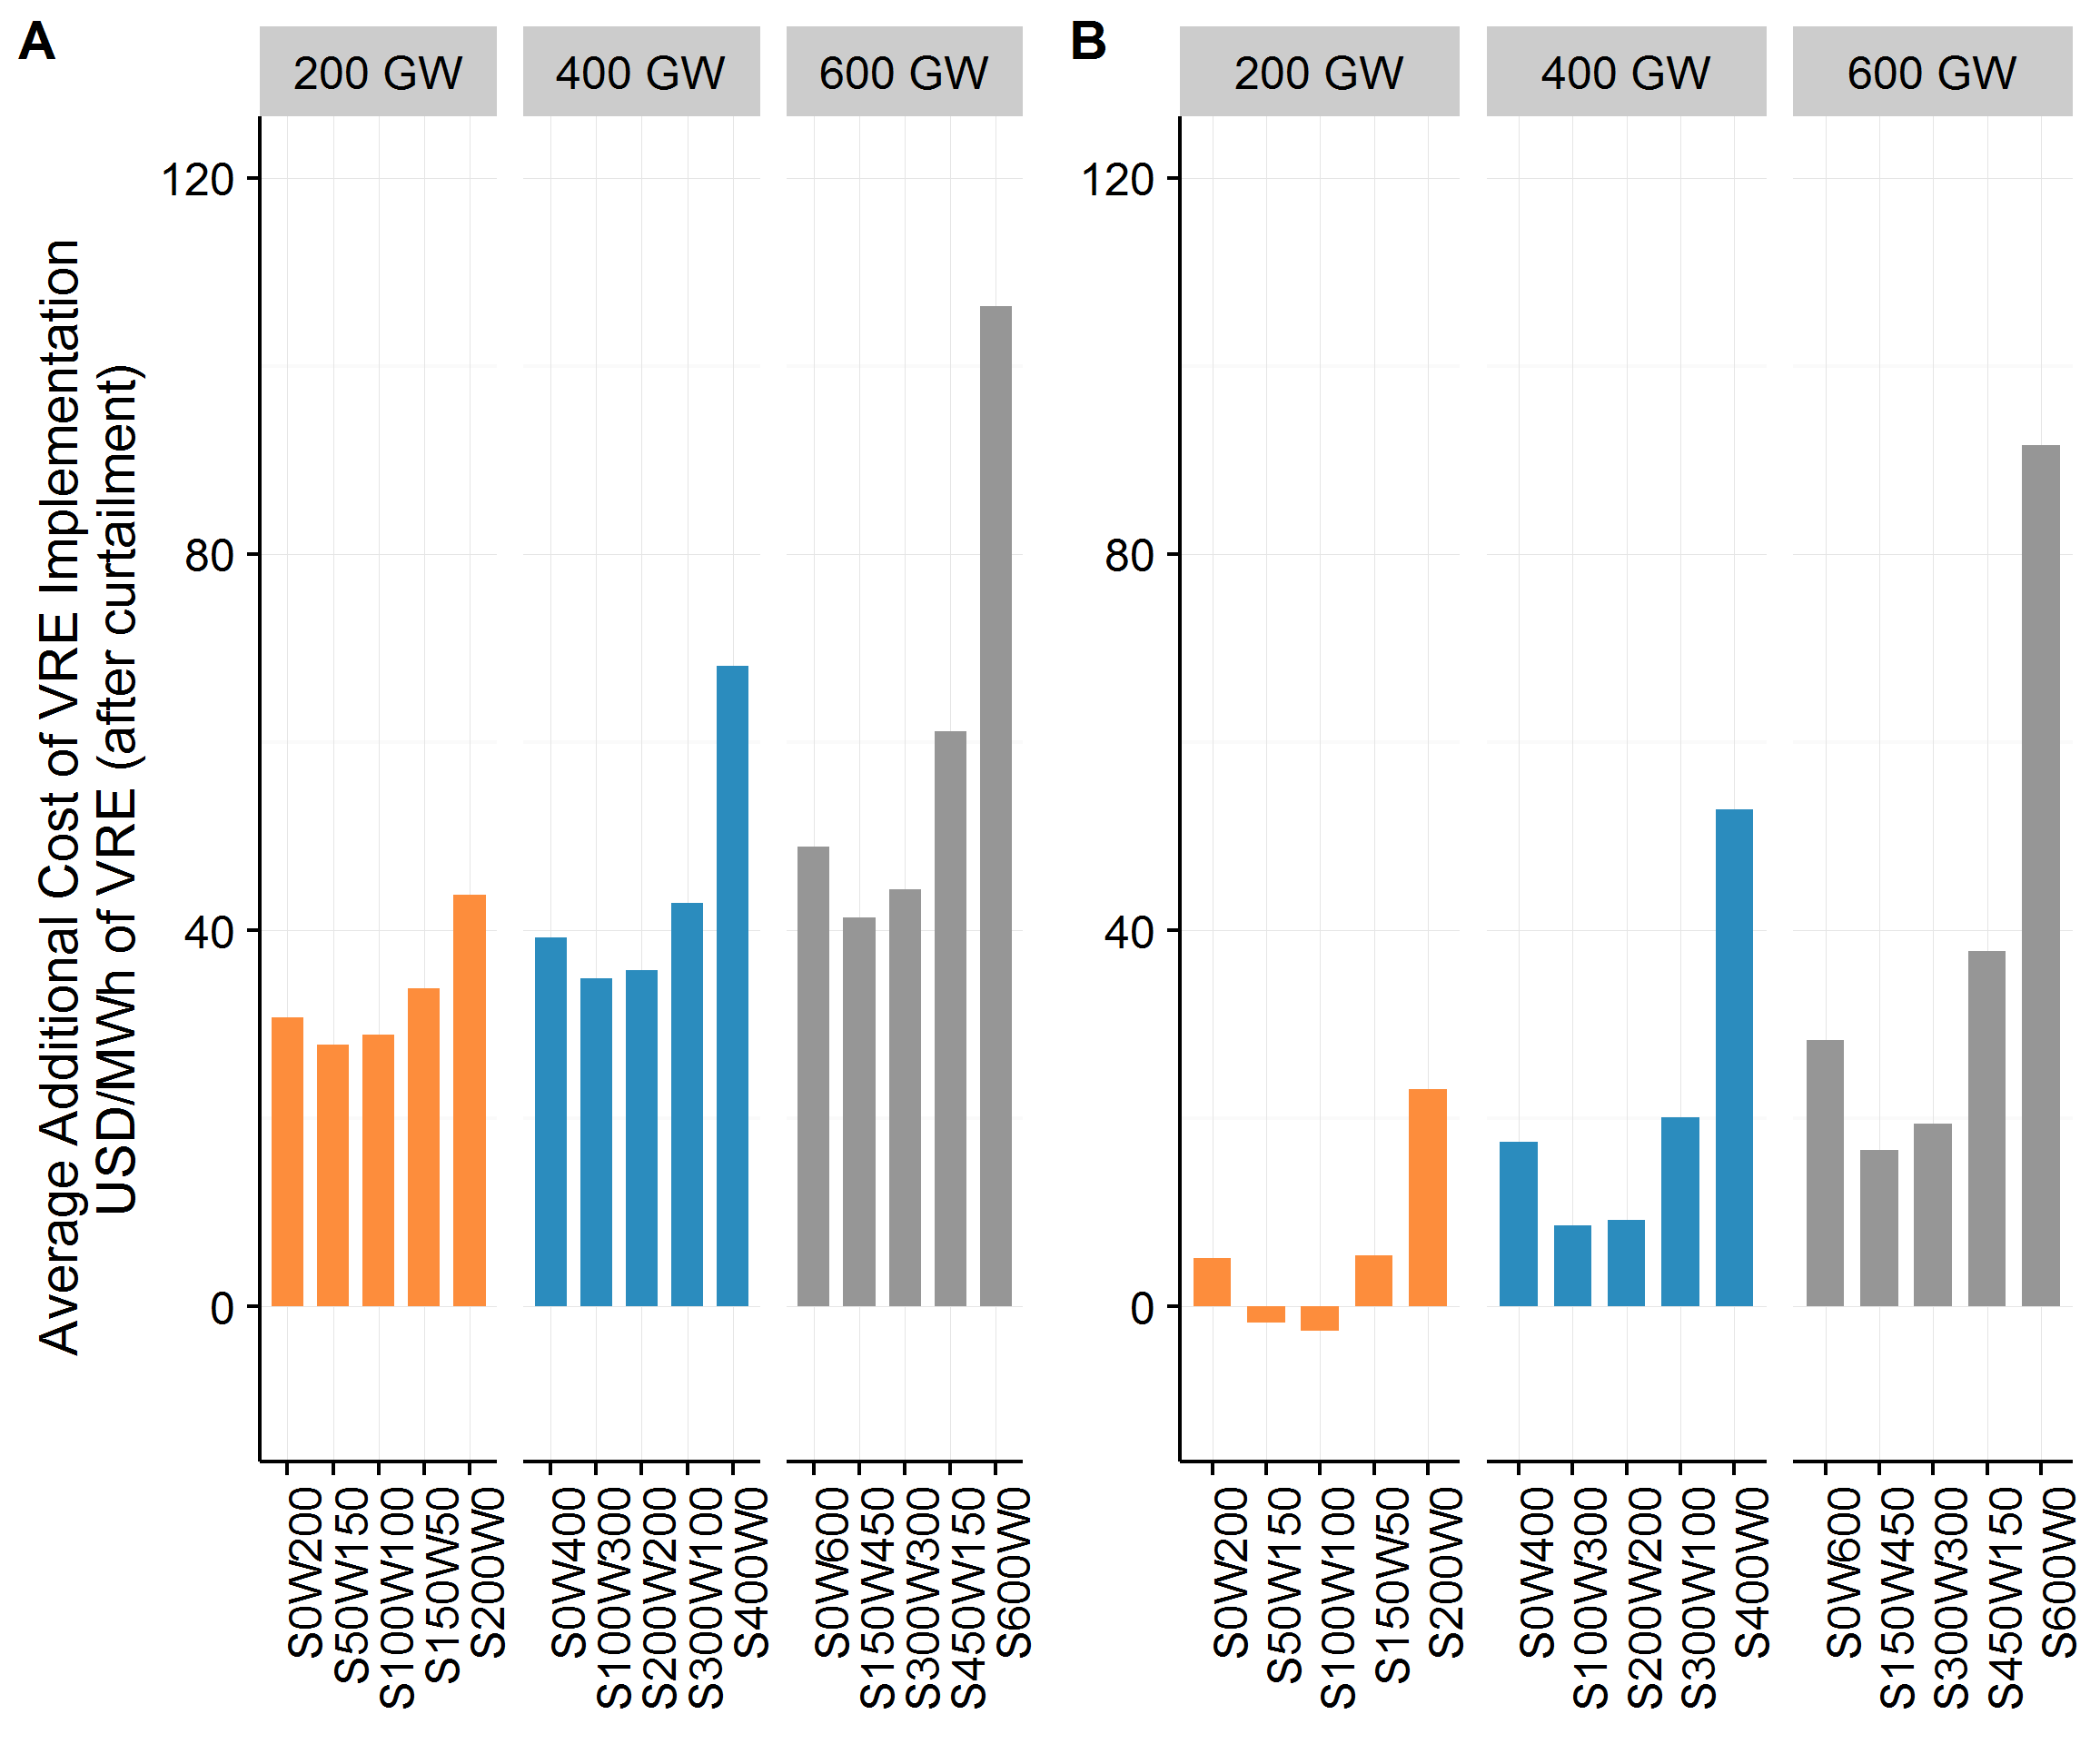 A
200 GW
400 GW
600 GW
Average Additional Cost of VRE Implementation
USD/MWh of VRE (after curtailment)
120
80
40
0
S0W200
S50W150
S100W100
S150W50
S200W0
S0W400
S100W300
S200W200
S300W100
S400W0
S0W600
S150W450
S300W300
S450W150
S600W0
B
200 GW
400 GW
600 GW
120
80
40
0
S0W200
S50W150
S100W100
S150W50
S200W0
S0W400
S100W300
S200W200
S300W100
S400W0
S0W600
S150W450
S300W300
S450W150
S600W0